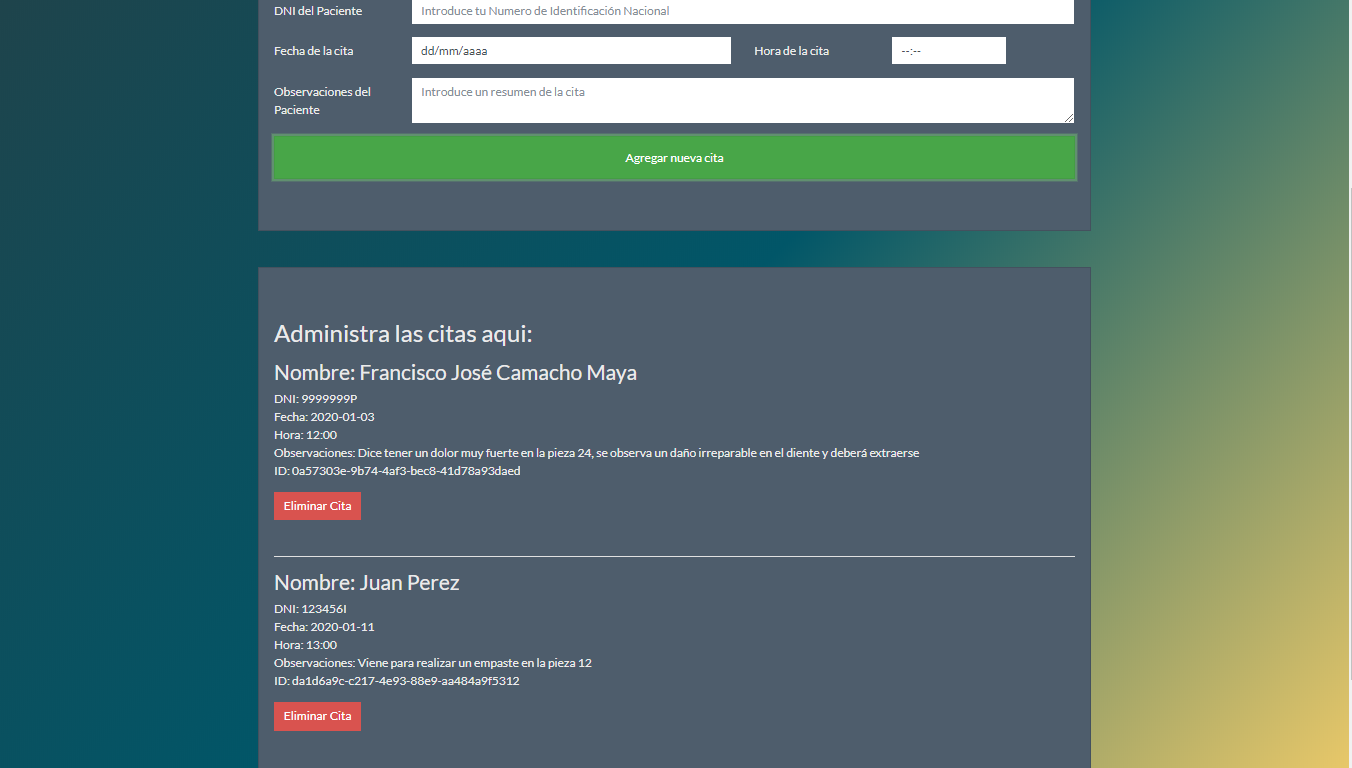 DNI del Paciente
Introduce tu Numero de Identificación Nacional
Fecha de la cita
dd/mm/aaaa
Hora de la cita
--:--
Observaciones del
Paciente
Introduce un resumen de la cita
Agregar nueva cita
Administra las citas aqui:
Nombre: Francisco José Camacho Maya
DNI: 9999999P
Fecha: 2020-01-03
Hora: 12:00
Observaciones: Dice tener un dolor muy fuerte en la pieza 24, se observa un daño irreparable en el diente y deberá extraerse
ID: 0a57303e-9b74-4af3-bec8-41d78a93daed
Eliminar Cita
Nombre: Juan Perez
DNI: 123456I
Fecha: 2020-01-11
Hora: 13:00
Observaciones: Viene para realizar un empaste en la pieza 12
ID: da1d6a9c-c217-4e93-88e9-aa484a9f5312
Eliminar Cita